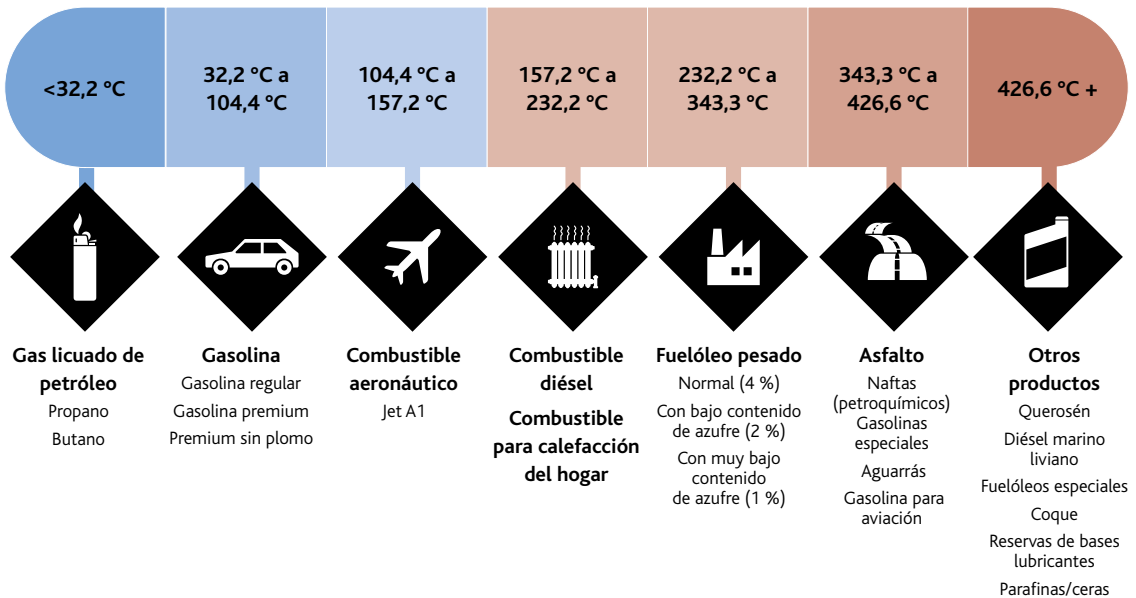 <32,2 °C
32,2 °C a
104,4 °C
104,4 °C a
157,2 °C
157,2 °C a
232,2 °C
232,2 °C a
343,3 °C
343,3 °C a
426,6 °C
426,6 °C +
Gas licuado de
petróleo
Propano
Butano
Gasolina
Gasolina regular
Gasolina premium
Premium sin plomo
Combustible
aeronáutico
Jet A1
Combustible
diésel
Combustible
para calefacción
del hogar
Fuelóleo pesado
Normal (4 %)
Con bajo contenido
de azufre (2 %)
Con muy bajo
contenido
de azufre (1 %)
Asfalto
Naftas
(petroquímicos)
Gasolinas
especiales
Aguarrás
Gasolina para
aviación
Otros
productos
Querosén
Diésel marino
liviano
Fuelóleos especiales
Coque
Reservas de bases
lubricantes
Parafinas/ceras